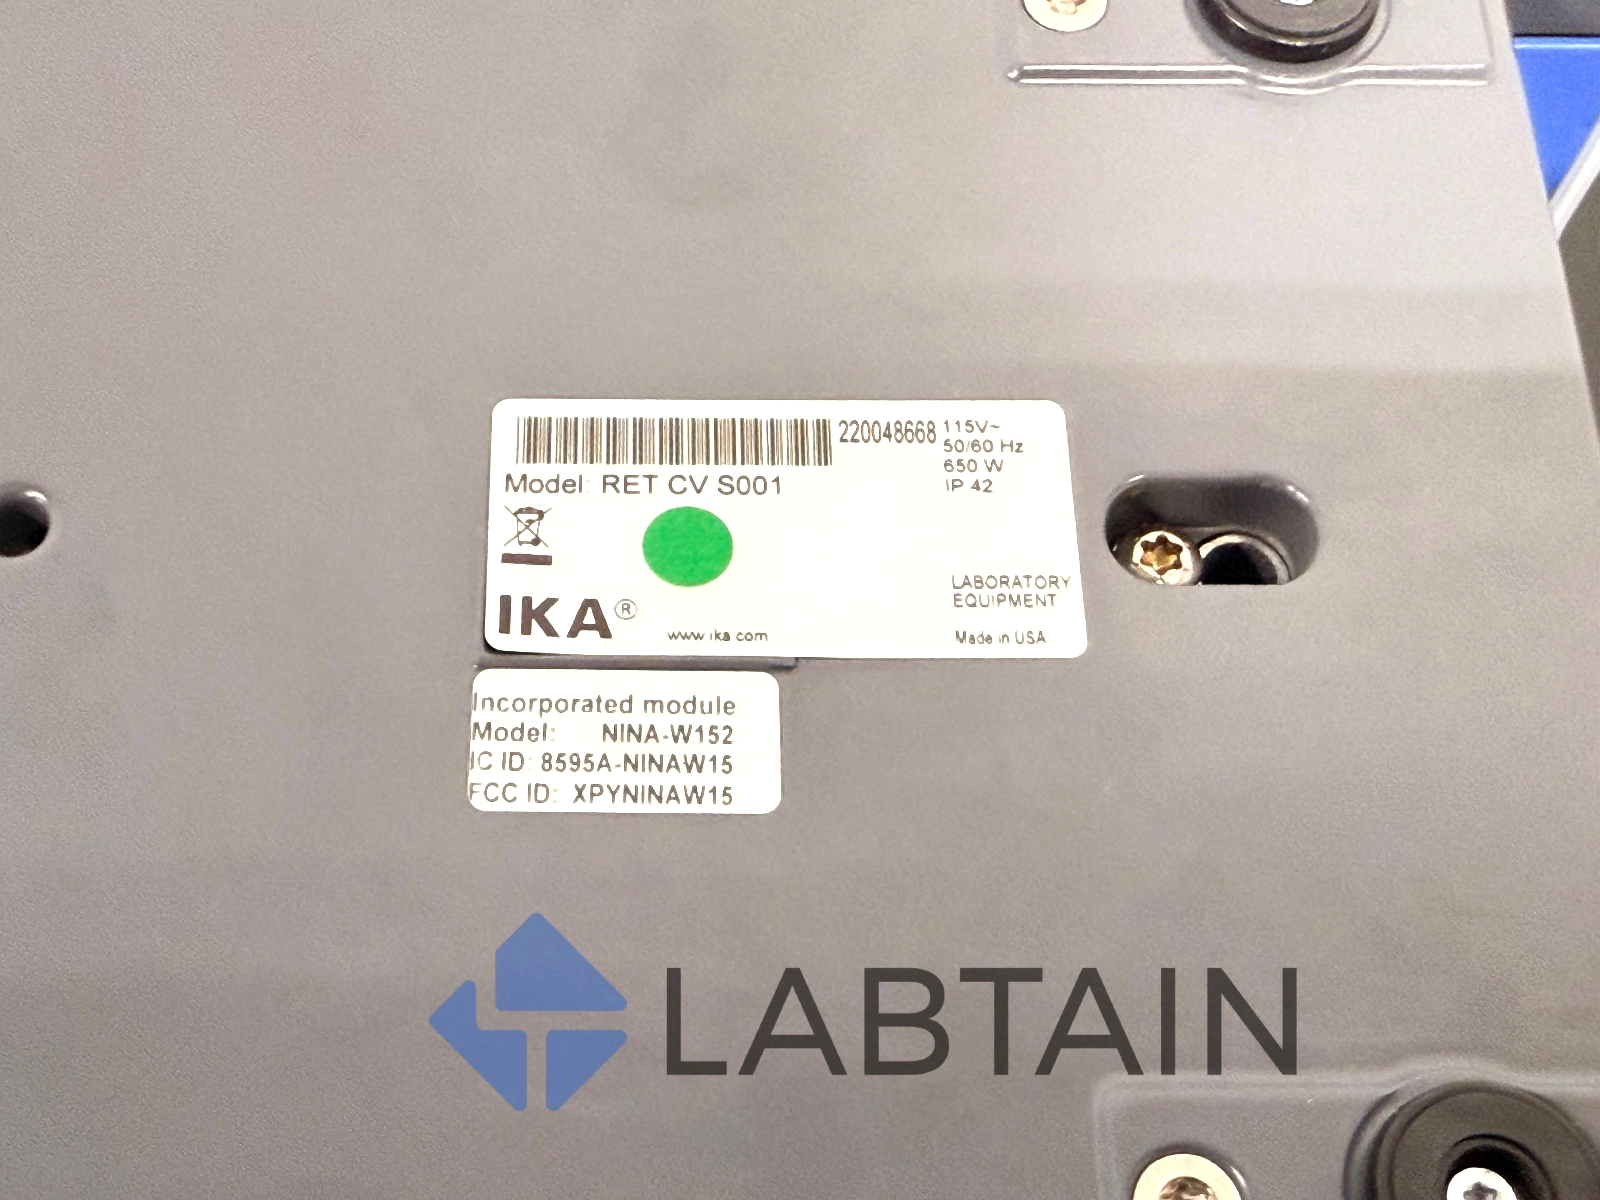 220048668
115V~
50/60 Hz
650 W
IP 42
Model: RET CV S001
IKA®
www.ika.com
LABORATORY
EQUIPMENT
Made in USA
Incorporated module
Model: NINA-W152
IC ID: 8595A-NINAW15
FCC ID: XPYNINAW15
LABTAIN